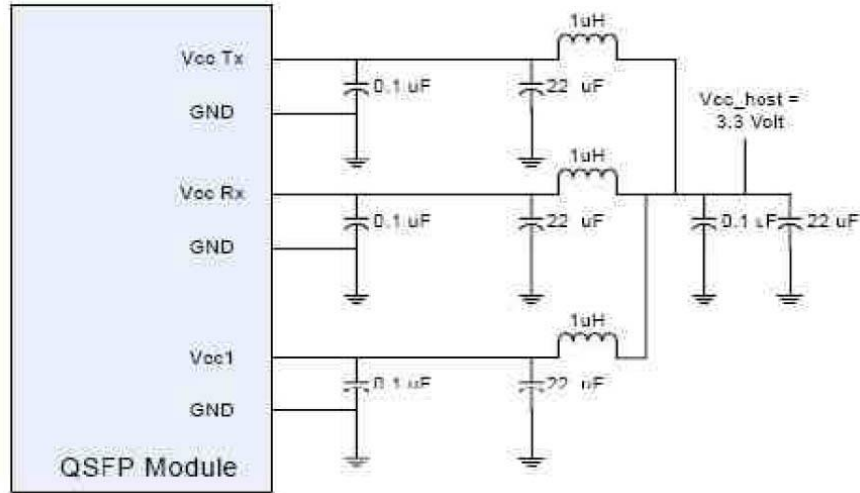 1uH
Vcc Tx
0.1 uF
22 uF
GND
Vcc_host =
3.3 Volt
1uH
Vcc Rx
0.1 uF
22 uF
0.1 uF
22 uF
GND
1uH
Vcc1
0.1 uF
22 uF
GND
QSFP Module